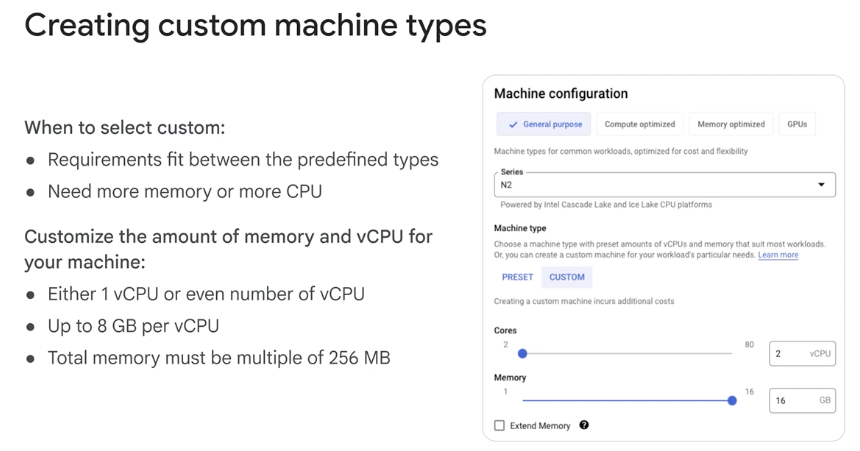 Creating custom machine types
When to select custom:
● Requirements fit between the predefined types
● Need more memory or more CPU
Customize the amount of memory and vCPU for
your machine:
● Either 1 vCPU or even number of vCPU
● Up to 8 GB per vCPU
● Total memory must be multiple of 256 MB
Machine configuration
✓ General purpose Compute optimized Memory optimized GPUs
Machine types for common workloads, optimized for cost and flexibility
Series
N2
Powered by Intel Cascade Lake and Ice Lake CPU platforms
Machine type
Choose a machine type with preset amounts of vCPUs and memory that suit most workloads.
Or, you can create a custom machine for your workload's particular needs. Learn more
PRESET CUSTOM
Creating a custom machine incurs additional costs
Cores
2 80 2 vCPU
Memory
1 16 16 GB
Extend Memory ?